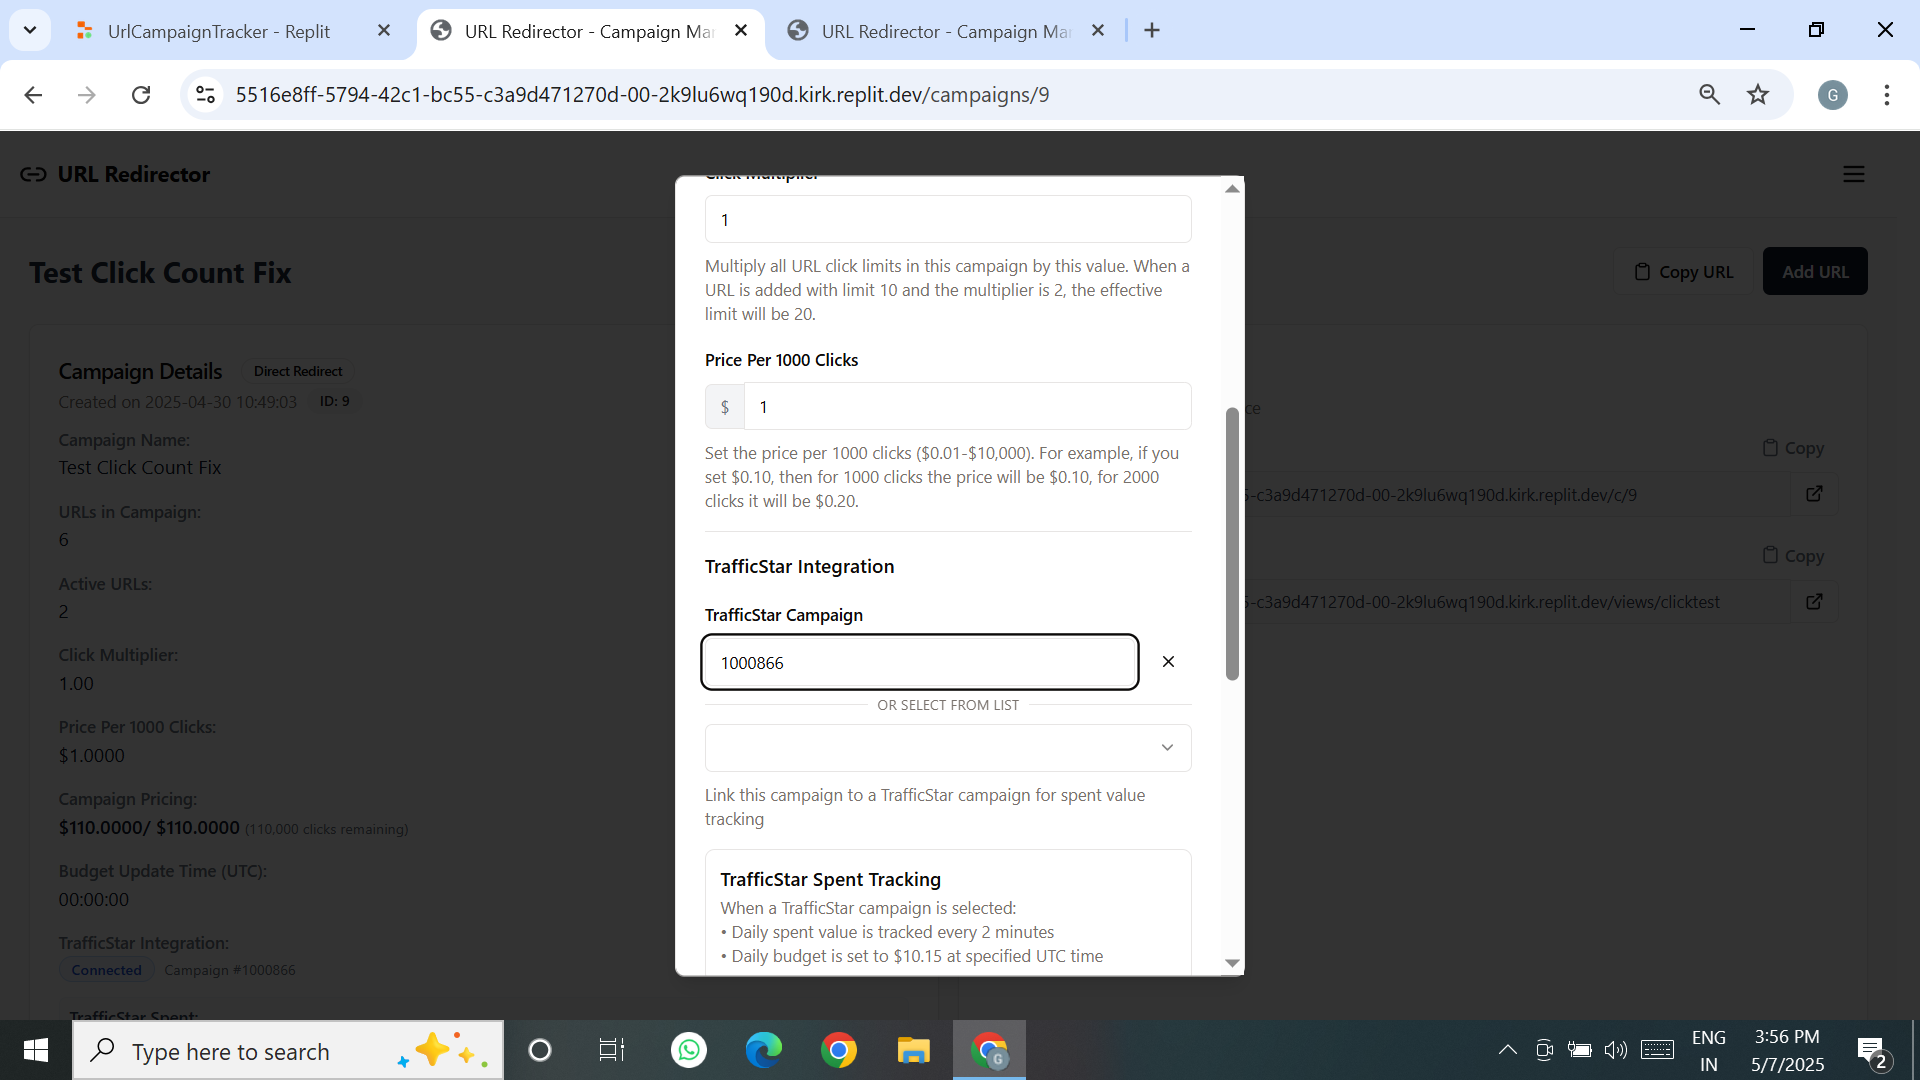 UrlCampaignTracker - Replit
URL Redirector - Campaign Ma
URL Redirector - Campaign Ma
5516e8ff-5794-42c1-bc55-c3a9d471270d-00-2k9lu6wq190d.kirk.replit.dev/campaigns/9
G
URL Redirector
Test Click Count Fix
Copy URL
Add URL
Campaign Details
Direct Redirect
Created on 2025-04-30 10:49:03
ID: 9
Campaign Name:
Test Click Count Fix
URLs in Campaign:
6
Active URLs:
2
Click Multiplier:
1.00
Price Per 1000 Clicks:
$1.0000
Campaign Pricing:
$110.0000/ $110.0000 (110,000 clicks remaining)
Budget Update Time (UTC):
00:00:00
TrafficStar Integration:
Connected
Campaign #1000866
TrafficStar Spent:
Click Multiplier
1
Multiply all URL click limits in this campaign by this value. When a
URL is added with limit 10 and the multiplier is 2, the effective
limit will be 20.
Price Per 1000 Clicks
$
1
Set the price per 1000 clicks ($0.01-$10,000). For example, if you
set $0.10, then for 1000 clicks the price will be $0.10, for 2000
clicks it will be $0.20.
TrafficStar Integration
TrafficStar Campaign
1000866
OR SELECT FROM LIST
Link this campaign to a TrafficStar campaign for spent value
tracking
TrafficStar Spent Tracking
When a TrafficStar campaign is selected:
• Daily spent value is tracked every 2 minutes
• Daily budget is set to $10.15 at specified UTC time
ce
Copy
5-c3a9d471270d-00-2k9lu6wq190d.kirk.replit.dev/c/9
Copy
5-c3a9d471270d-00-2k9lu6wq190d.kirk.replit.dev/views/clicktest
Type here to search
G
ENG
IN
3:56 PM
5/7/2025
2